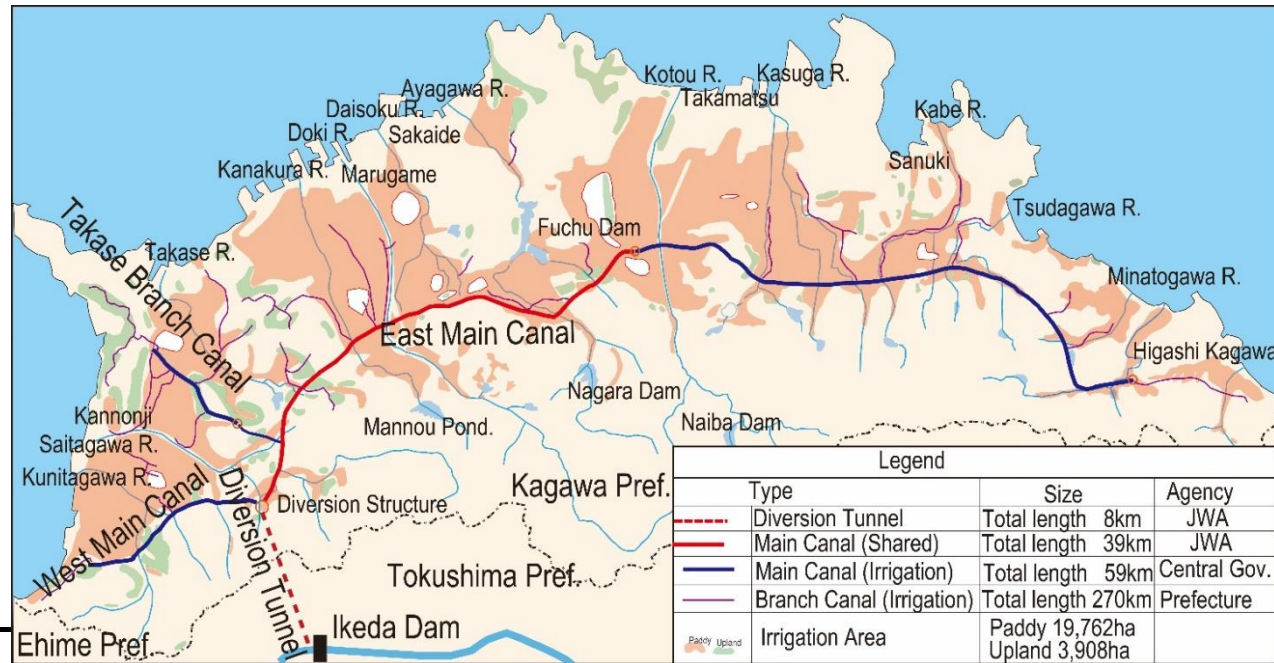 Kotou R.
Kasuga R.
Ayagawa R.
Takamatsu
Daisoku R.
Kabe R.
Doki R.
Sakaide
Kanakura R.
Marugame
Sanuki
Tsudagawa R.
Fuchu Dam
Takase R.
Takase Branch Canal
Minatogawa R.
East Main Canal
Higashi Kagawa
Nagara Dam
Kannonji
Mannou Pond.
Naiba Dam
Saitagawa R.
Kunitagawa R.
Diversion Structure
Kagawa Pref.
West Main Canal
Diversion Tunnel
Tokushima Pref.
Ikeda Dam
Ehime Pref.
Legend
Type Size Agency
Diversion Tunnel Total length 8km JWA
Main Canal (Shared) Total length 39km JWA
Main Canal (Irrigation) Total length 59km Central Gov.
Branch Canal (Irrigation) Total length 270km Prefecture
Paddy Upland Irrigation Area Paddy 19,762ha
Upland 3,908ha